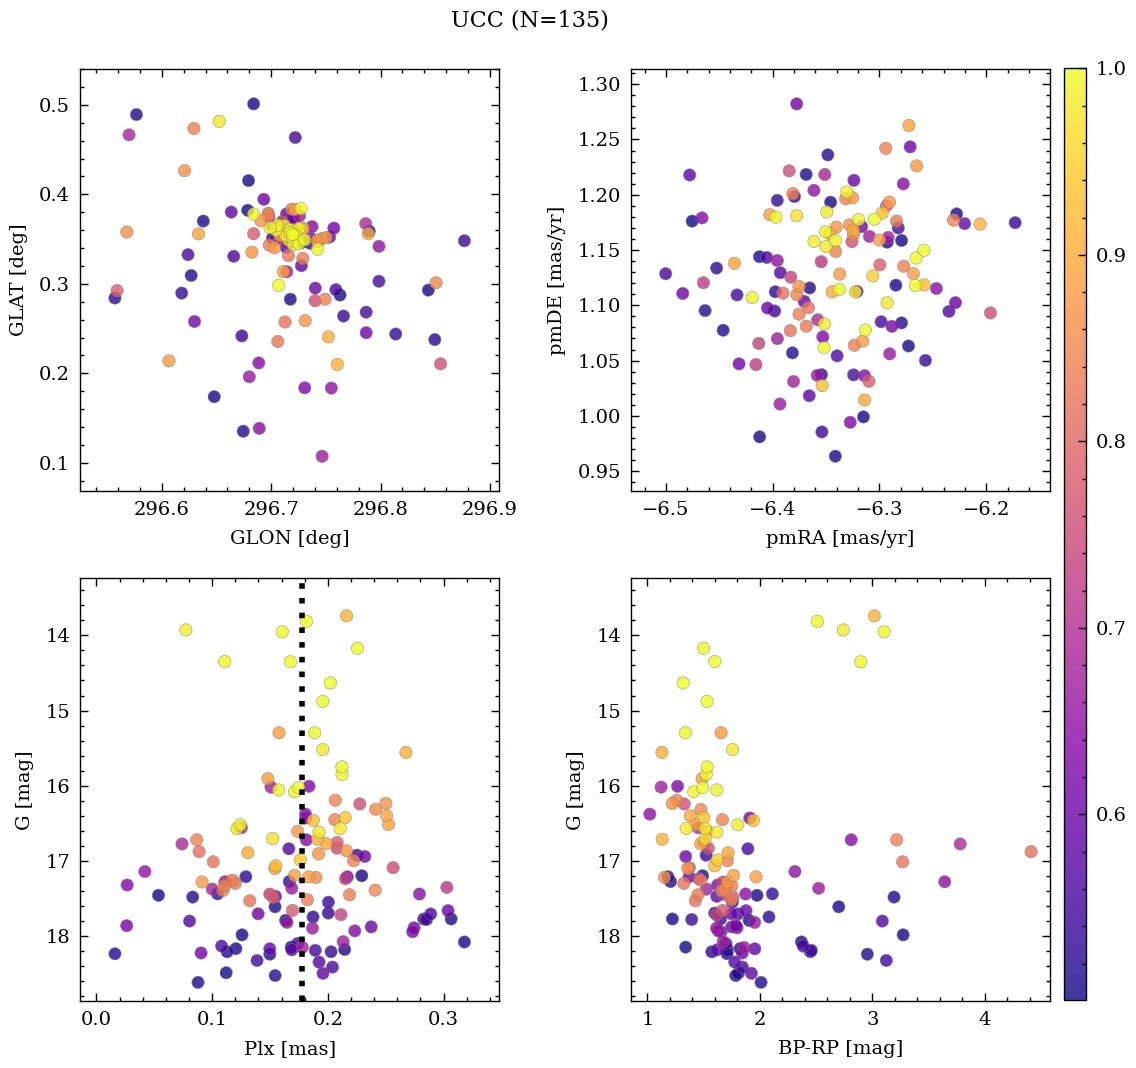 UCC (N=135)
0.5
0.4
0.3
0.2
0.1
GLAT [deg]
296.6 296.7 296.8 296.9
GLON [deg]
1.30
1.25
1.20
1.15
1.10
1.05
1.00
0.95
pmDE [mas/yr]
−6.5 −6.4 −6.3 −6.2
pmRA [mas/yr]
1.0
0.9
0.8
0.7
0.6
14
15
16
17
18
G [mag]
0.0 0.1 0.2 0.3
Plx [mas]
14
15
16
17
18
G [mag]
1 2 3 4
BP-RP [mag]